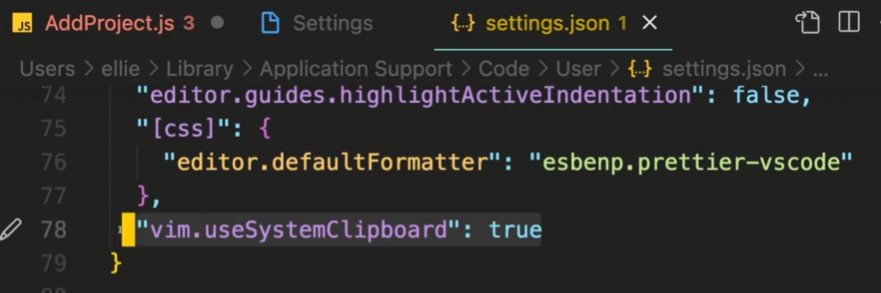 JS AddProject.js 3 Settings {..} settings.json 1
Users > ellie > Library > Application Support > Code > User > {..} settings.json > ...
74 "editor.guides.highlightActiveIndentation": false,
75 "[css]": {
76 "editor.defaultFormatter": "esbenp.prettier-vscode"
77 },
78 "vim.useSystemClipboard": true
79 }